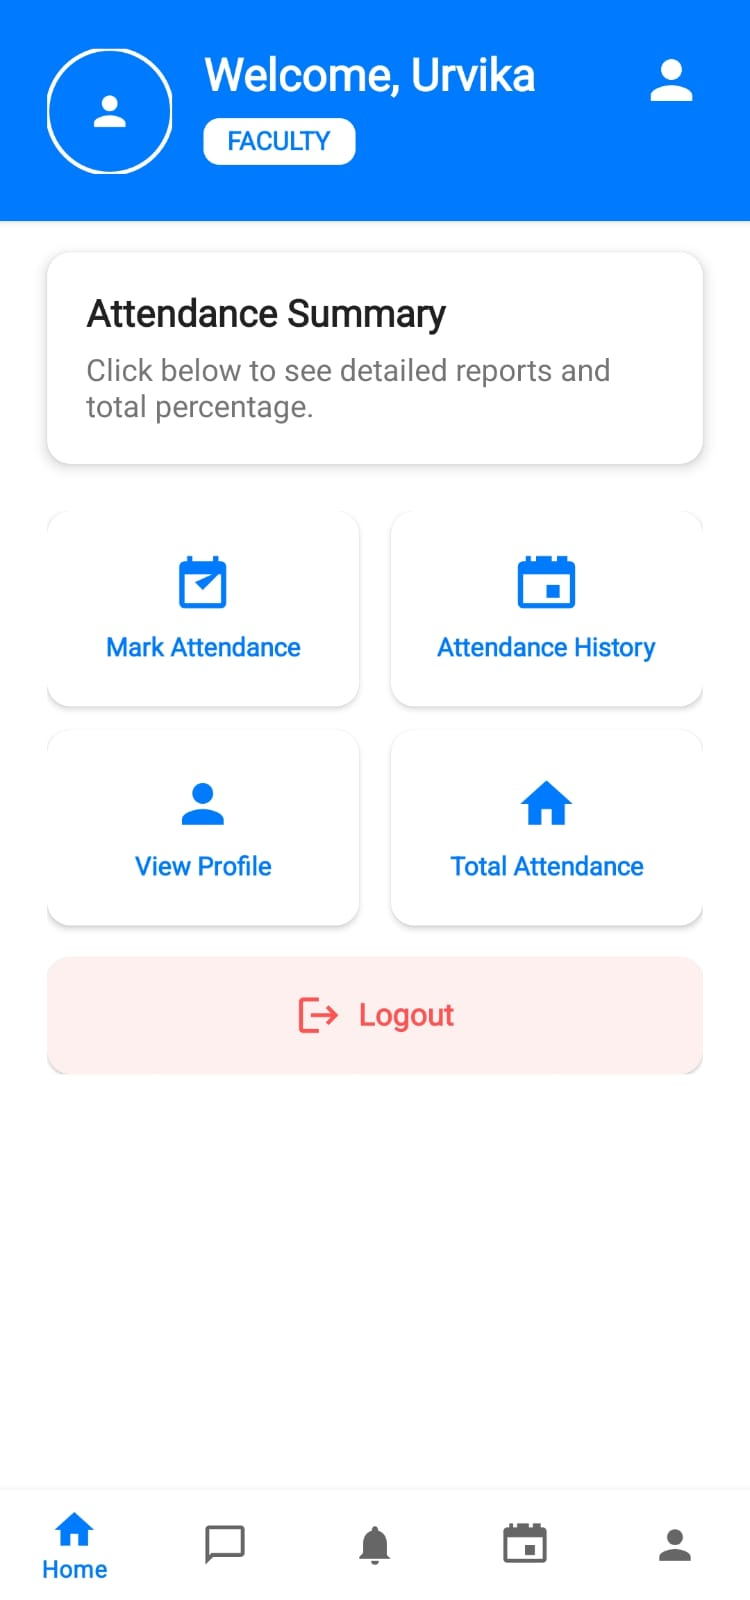 Welcome, Urvika
FACULTY
Attendance Summary
Click below to see detailed reports and
total percentage.
Mark Attendance
Attendance History
View Profile
Total Attendance
Logout
Home